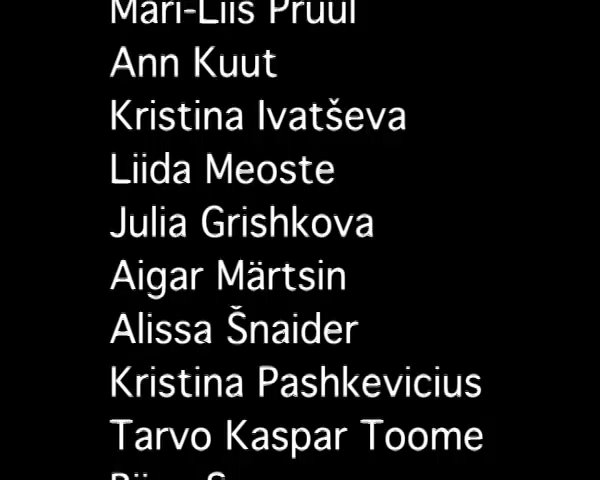 Mari-Liis Pruul
Ann Kuut
Kristina Ivatševa
Liida Meoste
Julia Grishkova
Aigar Märtsin
Alissa Šnaider
Kristina Pashkevicius
Tarvo Kaspar Toome